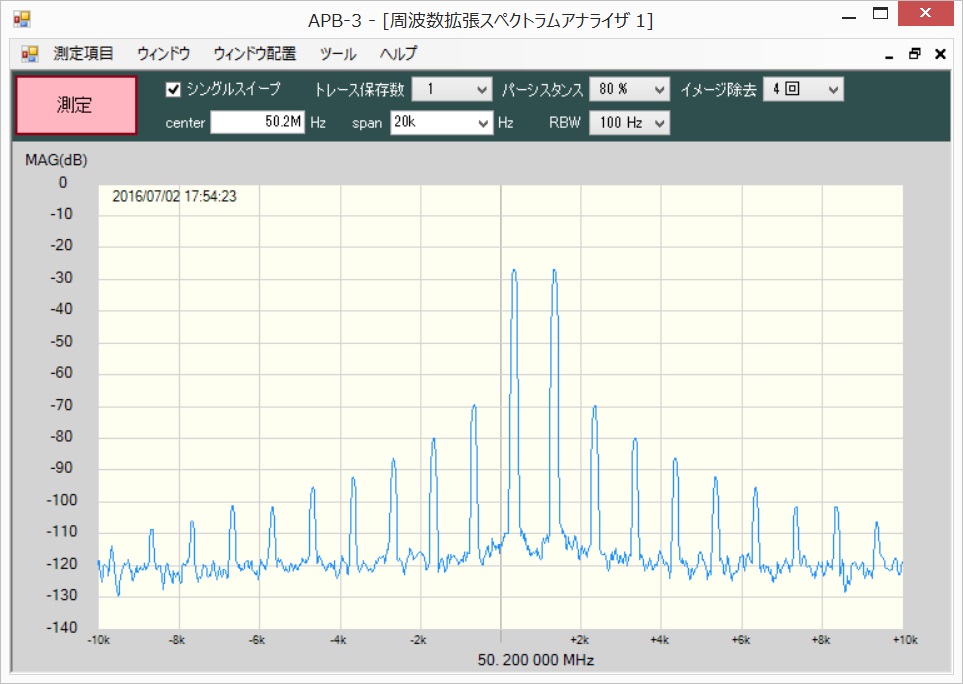 APB-3 - [周波数拡張スペクトラムアナライザ 1]
測定項目 ウィンドウ ウィンドウ配置 ツール ヘルプ
測定
シングルスイープ トレース保存数 1 パーシスタンス 80 % イメージ除去 4 回
center 50.2M Hz span 20k Hz RBW 100 Hz
MAG(dB)
2016/07/02 17:54:23
0
-10
-20
-30
-40
-50
-60
-70
-80
-90
-100
-110
-120
-130
-140
-10k -8k -6k -4k -2k +2k +4k +6k +8k +10k
50. 200 000 MHz